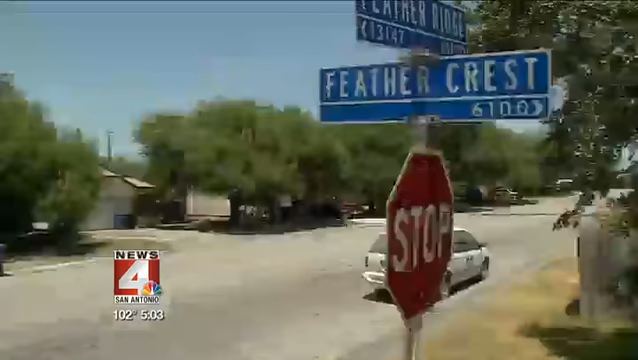 FEATHER RIDGE
13147
FEATHER CREST
6100
STOP
NEWS
4
SAN ANTONIO
102° 5:03